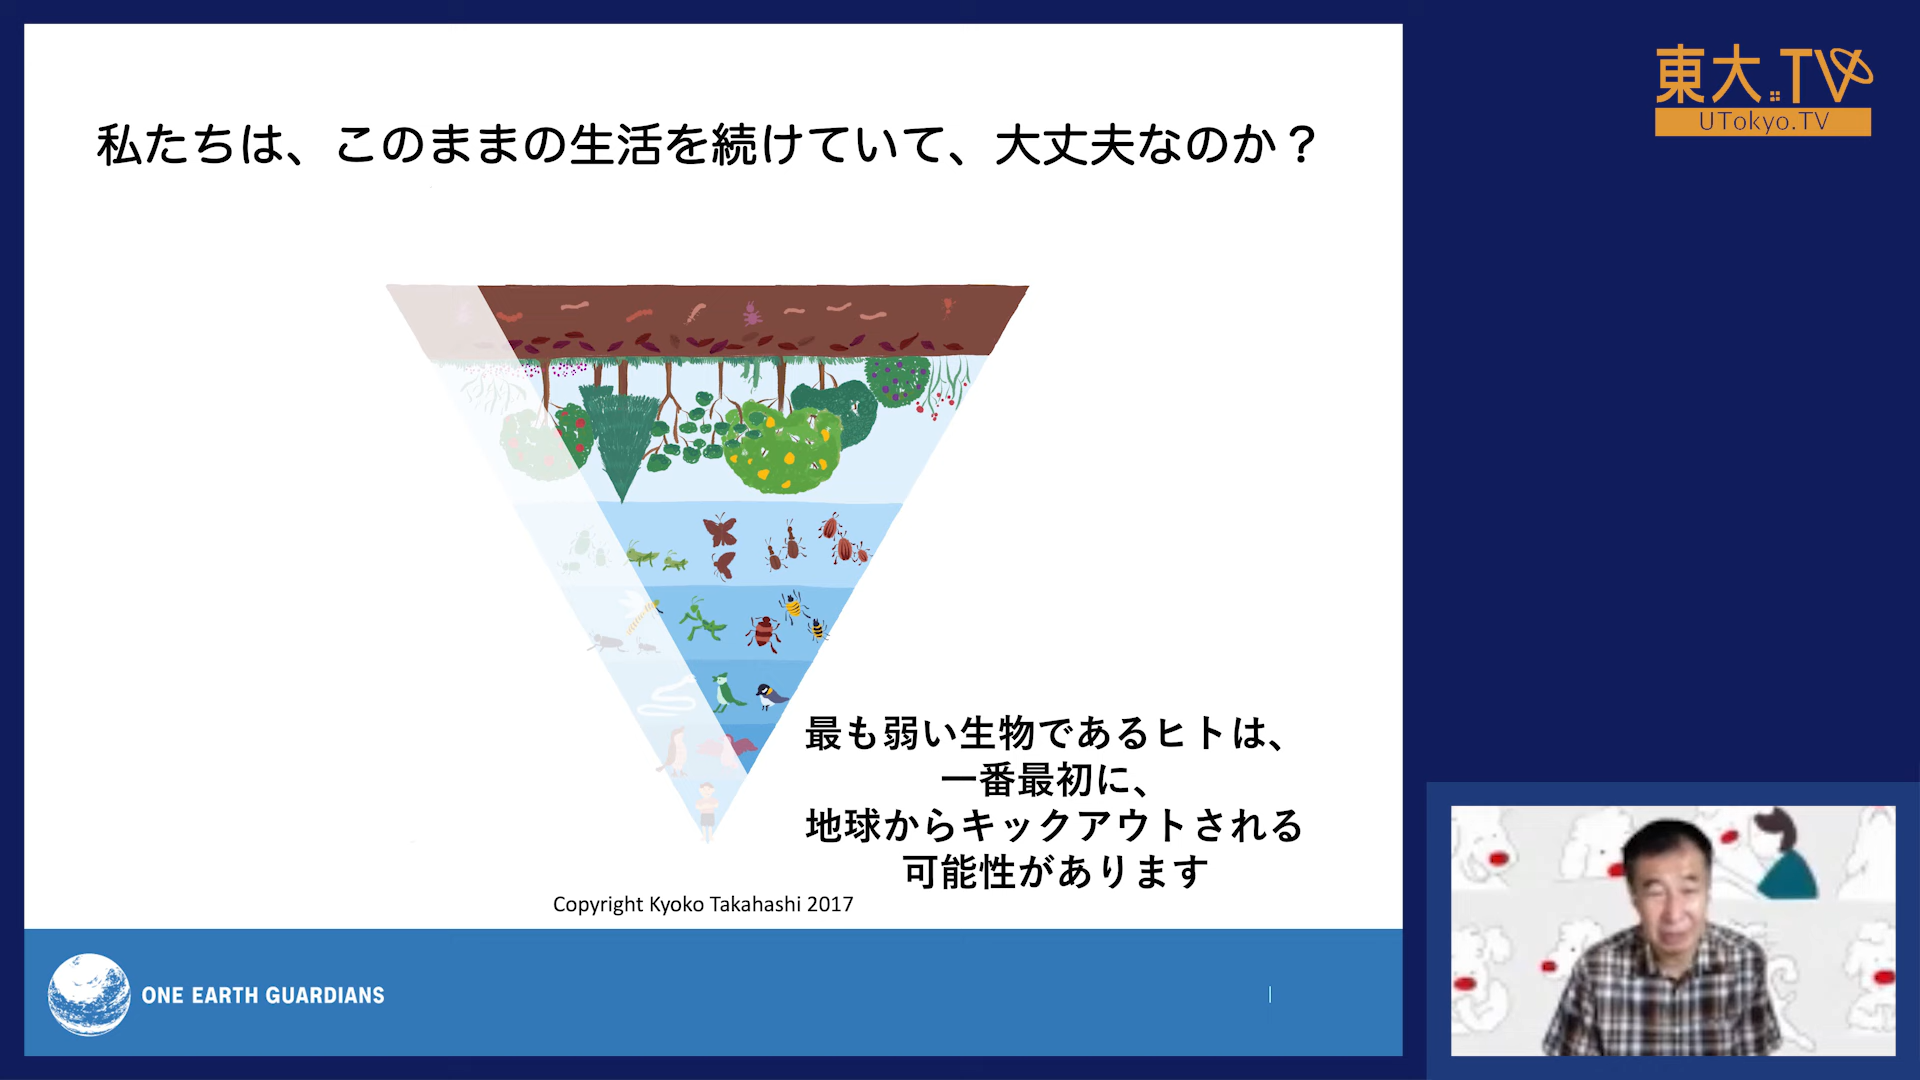 私たちは、このままの生活を続けていて、大丈夫なのか？
最も弱い生物であるヒトは、
一番最初に、
地球からキックアウトされる
可能性があります
Copyright Kyoko Takahashi 2017
ONE EARTH GUARDIANS
東大TV
UTokyo.TV